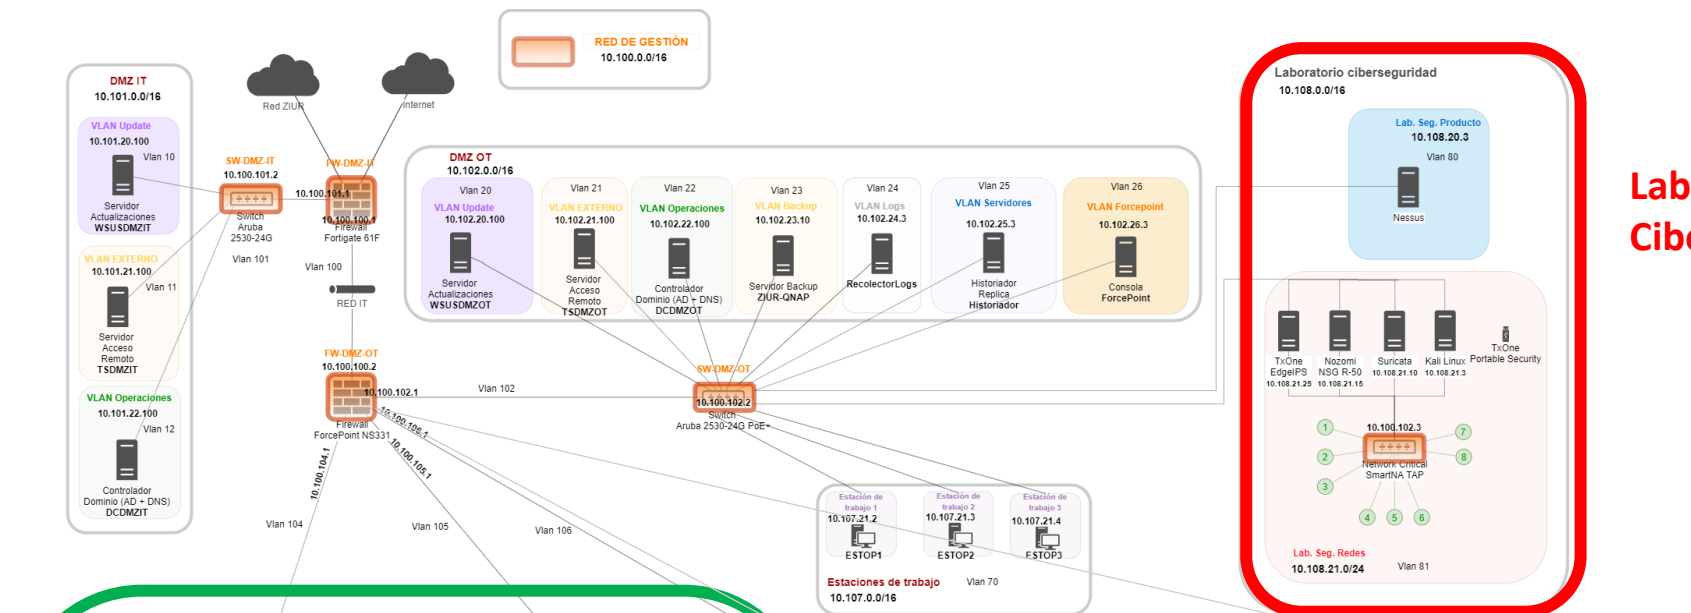 RED DE GESTIÓN
10.100.0.0/16
DMZ IT
10.101.0.0/16
VLAN Update
10.101.20.100
Vlan 10
Servidor
Actualizaciones
WSUSDMZIT
VLAN EXTERNO
10.101.21.100
Vlan 11
Servidor
Acceso
Remoto
TSDMZIT
VLAN Operaciones
10.101.22.100
Vlan 12
Controlador
Dominio (AD + DNS)
DCDMZIT
SW-DMZ-IT
10.100.101.2
Switch
Aruba
2530-24G
Vlan 101
Red ZIUR
Internet
FW-DMZ-IT
10.100.101.1
10.100.100.1
Firewall
Fortigate 61F
Vlan 100
RED IT
FW-DMZ-OT
10.100.100.2
10.100.102.1
10.100.106.1
10.100.105.1
10.100.104.1
Firewall
ForcePoint NS331
Vlan 102
Vlan 104
Vlan 105
Vlan 106
DMZ OT
10.102.0.0/16
Vlan 20
VLAN Update
10.102.20.100
Servidor
Actualizaciones
WSUSDMZOT
Vlan 21
VLAN EXTERNO
10.102.21.100
Servidor
Acceso
Remoto
TSDMZOT
Vlan 22
VLAN Operaciones
10.102.22.100
Controlador
Dominio (AD + DNS)
DCDMZOT
Vlan 23
VLAN Backup
10.102.23.10
Servidor Backup
ZIUR-QNAP
Vlan 24
VLAN Logs
10.102.24.3
RecolectorLogs
Vlan 25
VLAN Servidores
10.102.25.3
Historiador
Replica
Historiador
Vlan 26
VLAN Forcepoint
10.102.26.3
Consola
ForcePoint
SW-DMZ-OT
10.100.102.2
Switch
Aruba 2530-24G PoE+
Estación de
trabajo 1
10.107.21.2
ESTOP1
Estación de
trabajo 2
10.107.21.3
ESTOP2
Estación de
trabajo 3
10.107.21.4
ESTOP3
Estaciones de trabajo
Vlan 70
10.107.0.0/16
Laboratorio ciberseguridad
10.108.0.0/16
Lab. Seg. Producto
10.108.20.3
Vlan 80
Nessus
TxOne
EdgeIPS
10.108.21.25
Nozomi
NSG R-50
10.108.21.15
Suricata
10.108.21.10
Kali Linux
10.108.21.3
TxOne
Portable Security
10.100.102.3
Network Critical
SmartNA TAP
1
2
3
4
5
6
7
8
Lab. Seg. Redes
10.108.21.0/24
Vlan 81
Lab